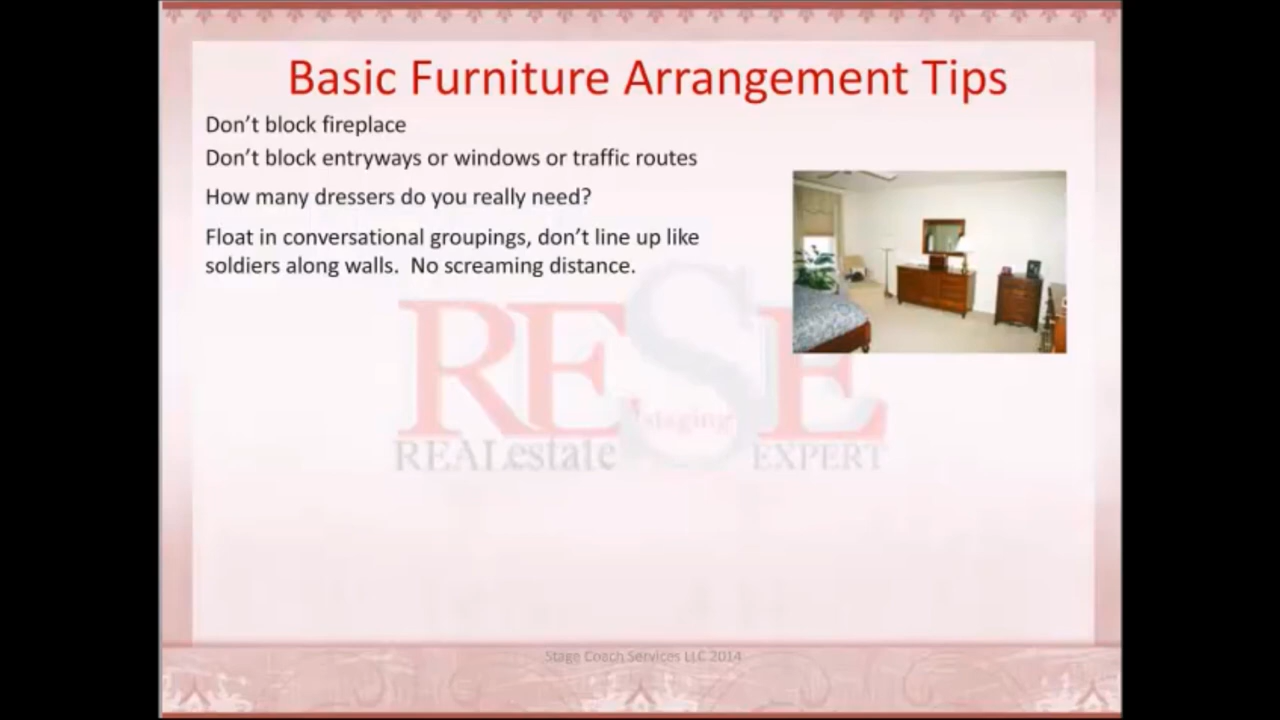 Basic Furniture Arrangement Tips
Don’t block fireplace
Don’t block entryways or windows or traffic routes
How many dressers do you really need?
Float in conversational groupings, don’t line up like
soldiers along walls.  No screaming distance.
RESE
staging
REALestate EXPERT
Stage Coach Services LLC 2014